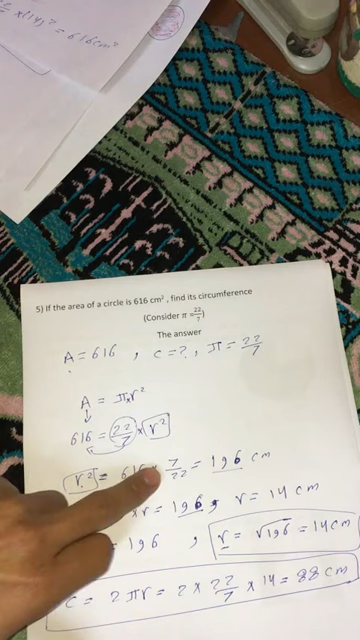 × (14)² = 616 cm²
5) If the area of a circle is 616 cm², find its circumference
(Consider π = 22/7)
The answer
A = 616 , c = ? , π = 22/7
A = πr²
616 = 22/7 × r²
r² = 616 × 7/22 = 196 cm
×r = 196, r = 14 cm
= 196 , r = √196 = 14 cm
C = 2πr = 2 × 22/7 × 14 = 88 cm